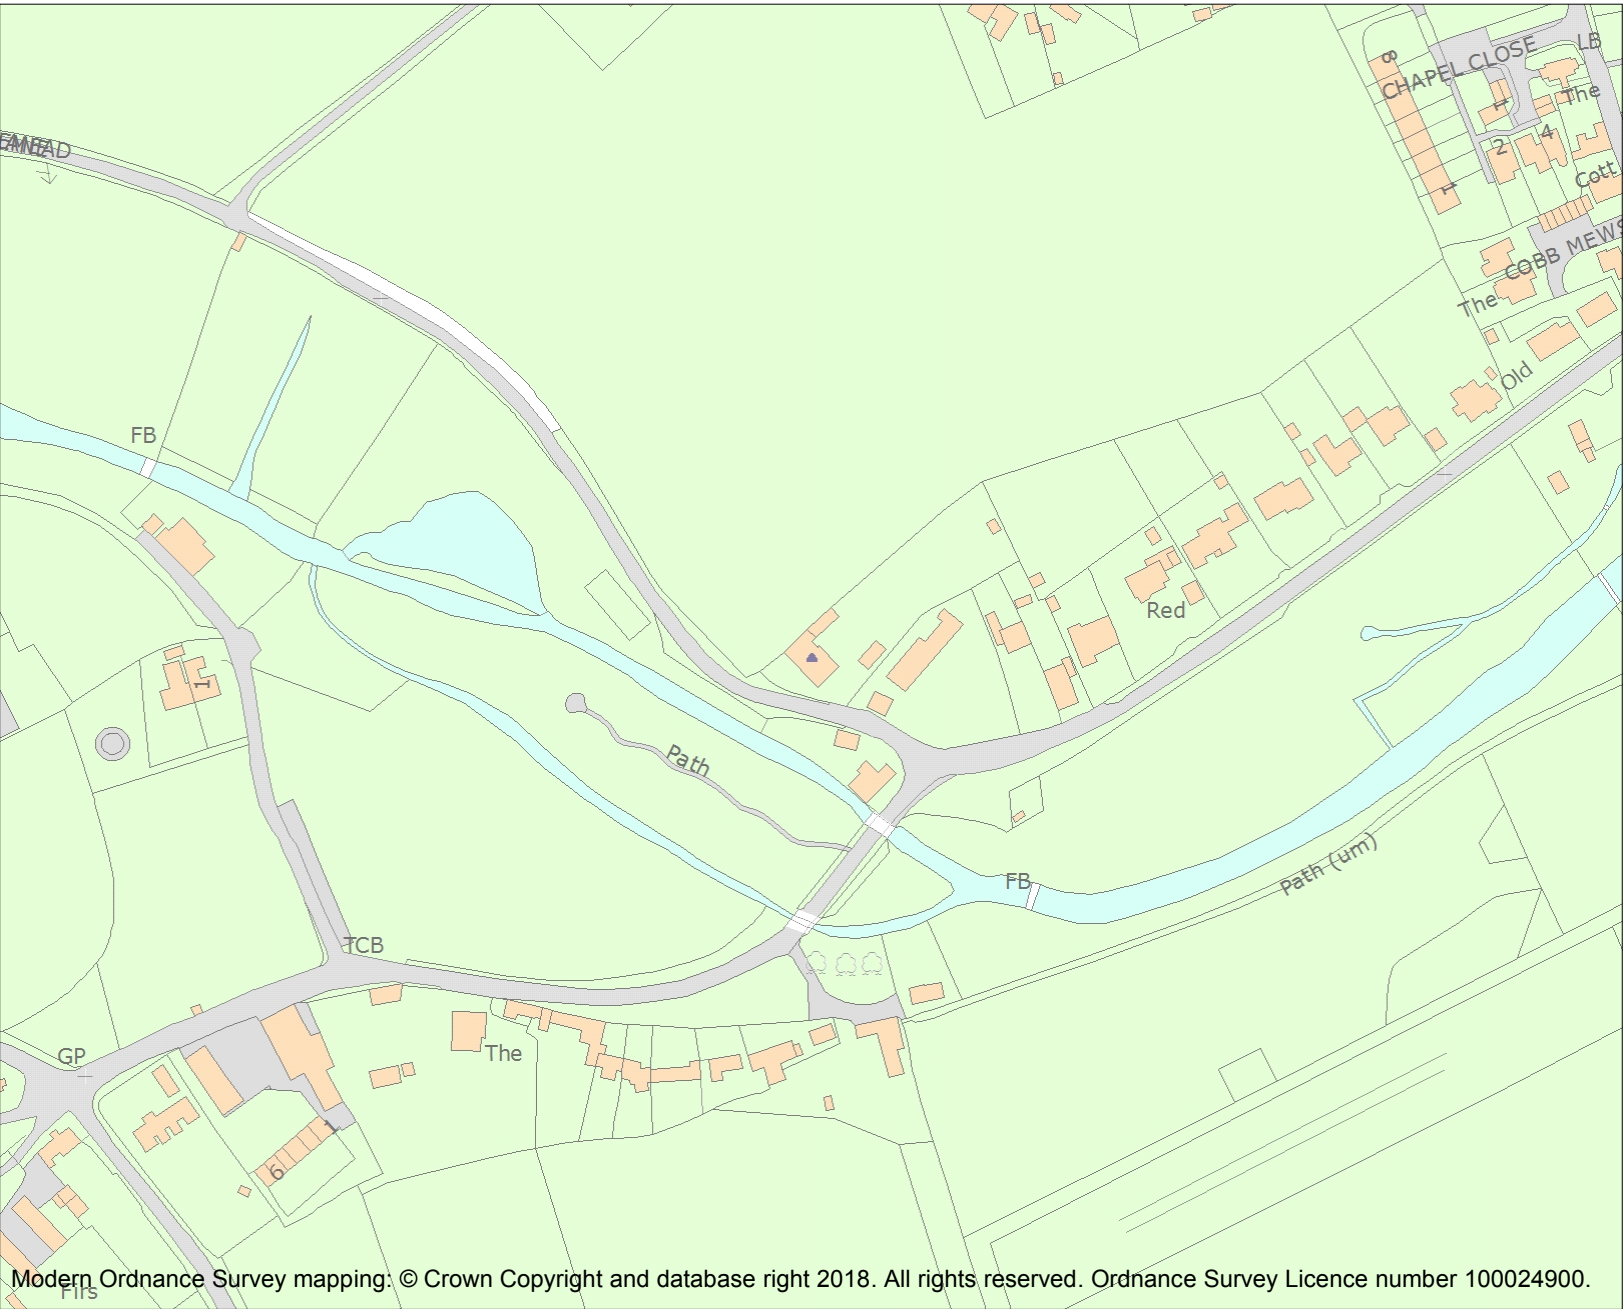 LB
8
CHAPEL CLOSE
The
1
4
2
Cott
1
COBB MEWS
The
Old
FB
Red
1
Path
Path (um)
FB
TCB
GP
The
1
6
Firs
Modern Ordnance Survey mapping: © Crown Copyright and database right 2018. All rights reserved. Ordnance Survey Licence number 100024900.